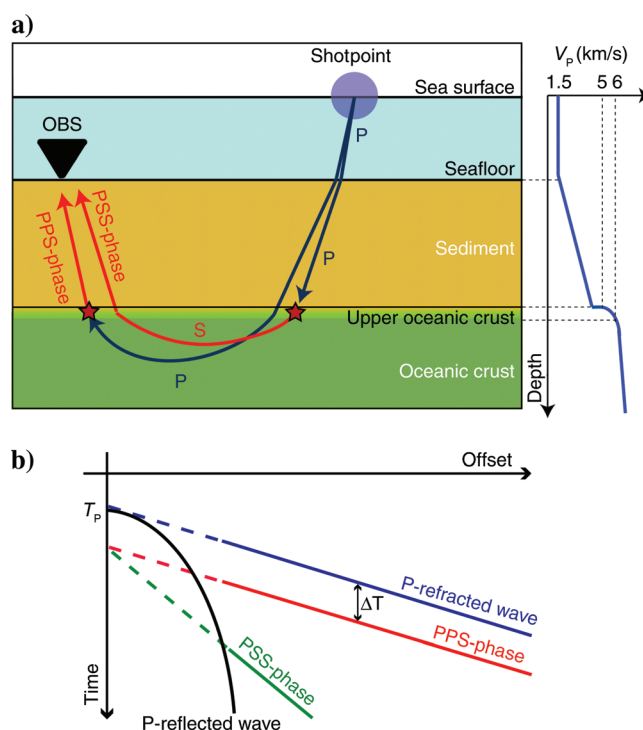 a)
Shotpoint
V_P (km/s)
1.5 5 6
Sea surface
OBS
P
Seafloor
PPS-phase
PSS-phase
P
Sediment
Upper oceanic crust
S
P
Oceanic crust
Depth
b)
Offset
T_P
P-refracted wave
ΔT
PPS-phase
PSS-phase
Time
P-reflected wave